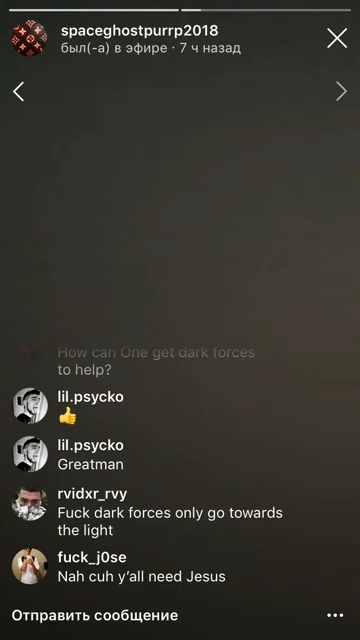 spaceghostpurrp2018
был(-а) в эфире · 7 ч назад
How can One get dark forces
to help?
lil.psycko
👍
lil.psycko
Greatman
rvidxr_rvy
Fuck dark forces only go towards
the light
fuck_j0se
Nah cuh y'all need Jesus
Отправить сообщение